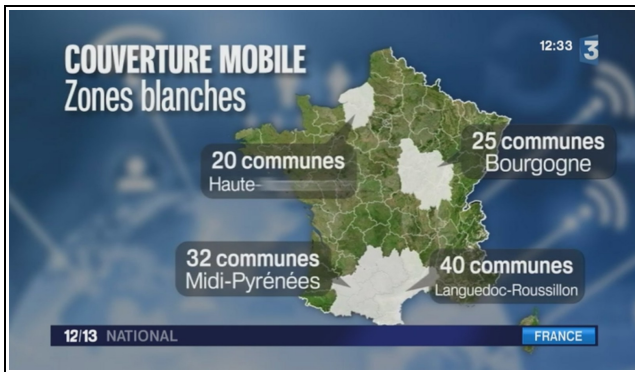 COUVERTURE MOBILE
Zones blanches
12:33 3
25 communes
Bourgogne
20 communes
Haute-
32 communes
Midi-Pyrénées
40 communes
Languedoc-Roussillon
12/13 NATIONAL
FRANCE